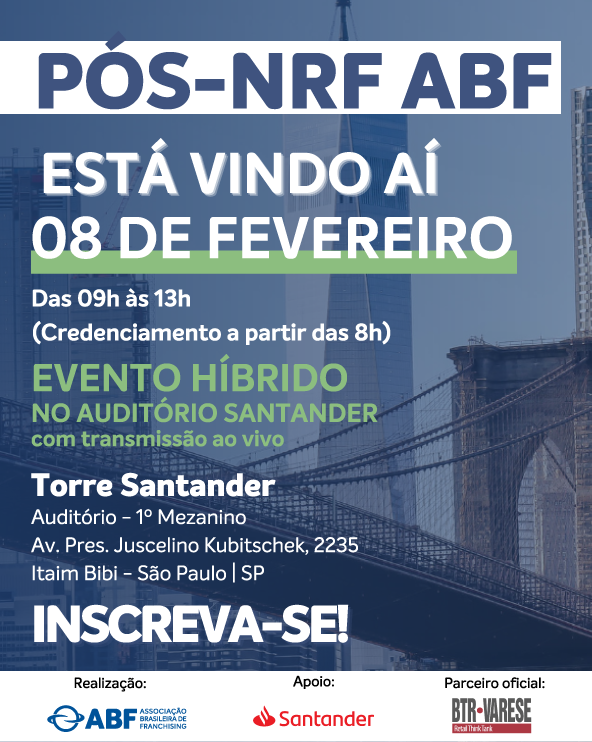 PÓS-NRF ABF
ESTÁ VINDO AÍ
08 DE FEVEREIRO
Das 09h às 13h
(Credenciamento a partir das 8h)
EVENTO HÍBRIDO
NO AUDITÓRIO SANTANDER
com transmissão ao vivo
Torre Santander
Auditório - 1º Mezanino
Av. Pres. Juscelino Kubitschek, 2235
Itaim Bibi - São Paulo | SP
INSCREVA-SE!
Realização:
Apoio:
Parceiro oficial:
ABF ASSOCIAÇÃO
BRASILEIRA DE
FRANCHISING
Santander
BTR•VARESE
Retail Think Tank